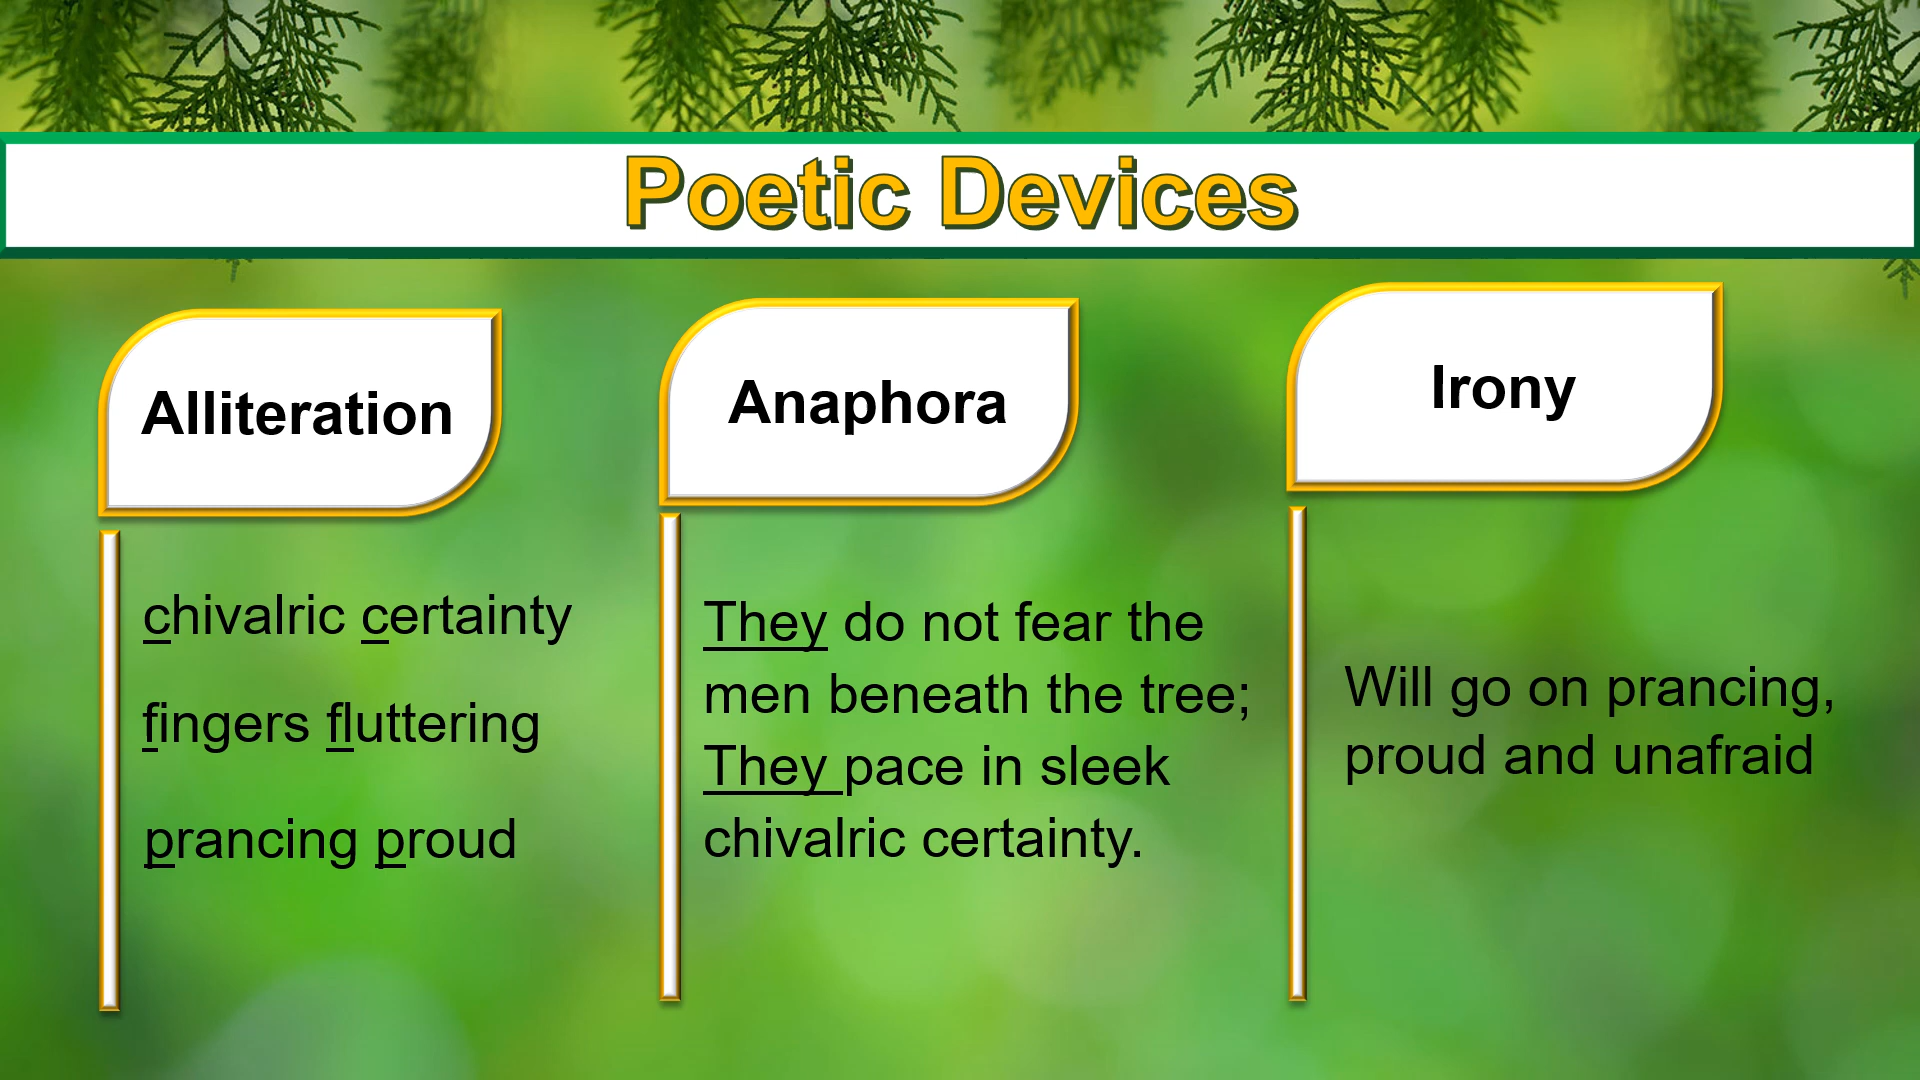 Poetic Devices
Alliteration
chivalric certainty
fingers fluttering
prancing proud
Anaphora
They do not fear the
men beneath the tree;
They pace in sleek
chivalric certainty.
Irony
Will go on prancing,
proud and unafraid